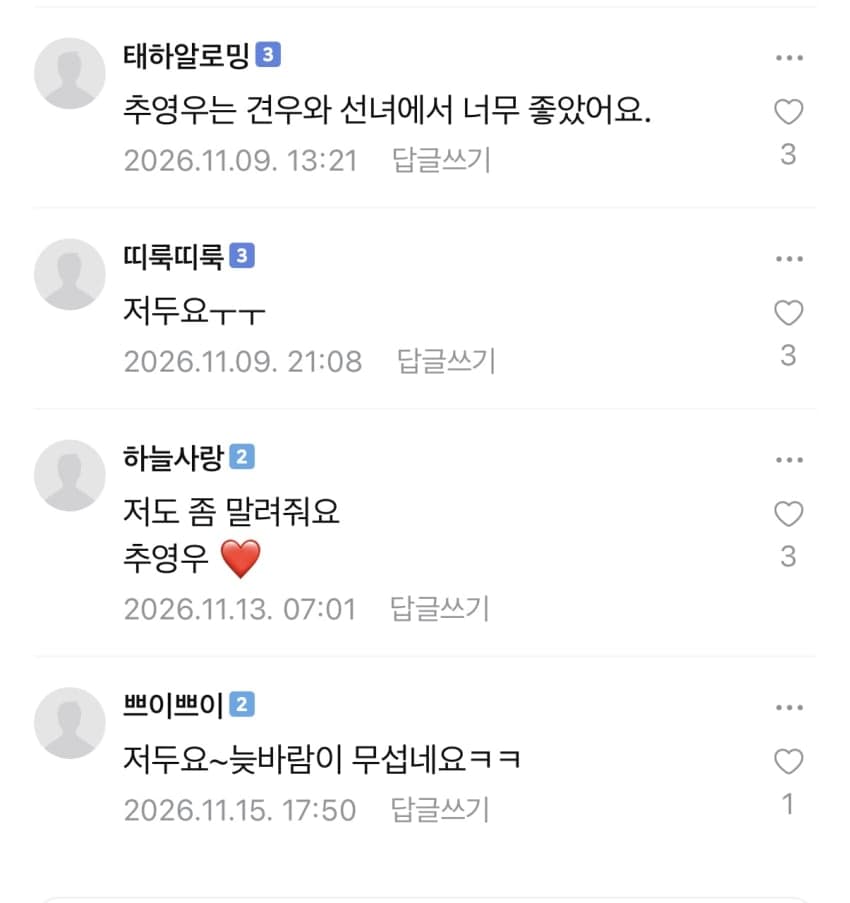 태하알로밍 3
추영우는 견우와 선녀에서 너무 좋았어요.
2026.11.09. 13:21 답글쓰기
3
띠룩띠룩 3
저두요ㅜㅜ
2026.11.09. 21:08 답글쓰기
3
하늘사랑 2
저도 좀 말려줘요
추영우 ❤️
2026.11.13. 07:01 답글쓰기
3
쁘이쁘이 2
저두요~늦바람이 무섭네요ㅋㅋ
2026.11.15. 17:50 답글쓰기
1